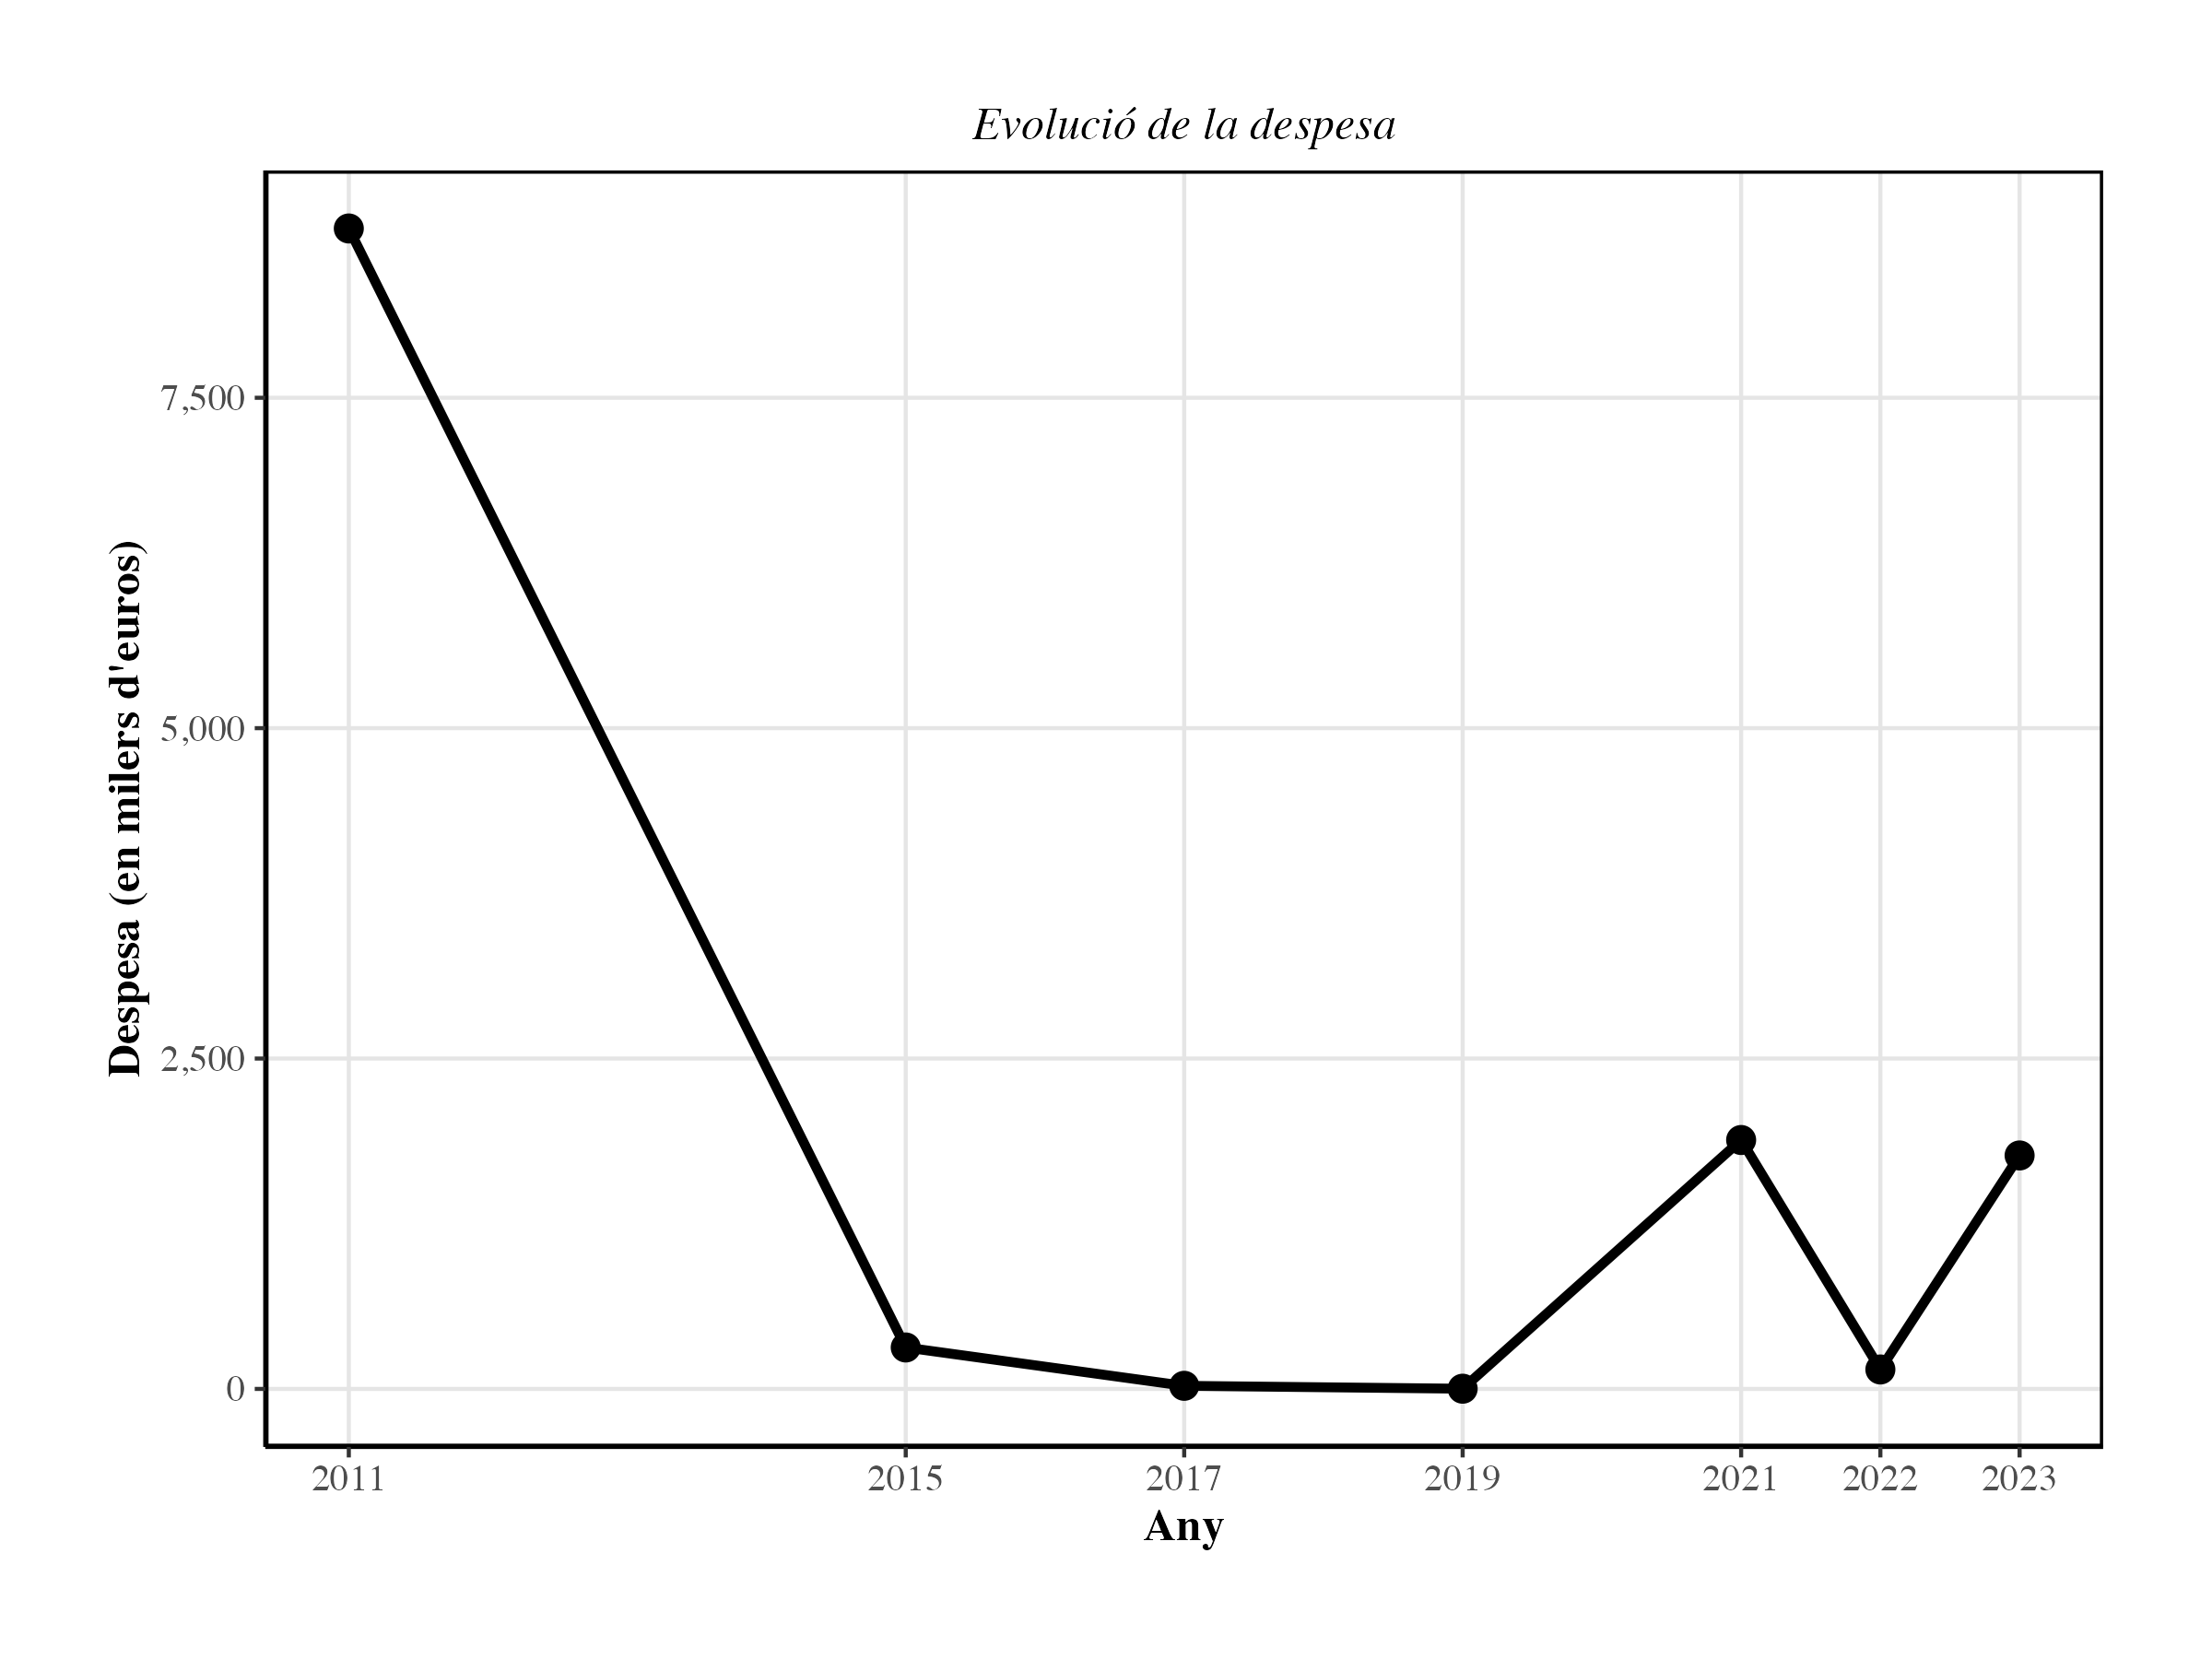 Evolució de la despesa
Despesa (en milers d'euros)
7,500
5,000
2,500
0
2011 2015 2017 2019 2021 2022 2023
Any